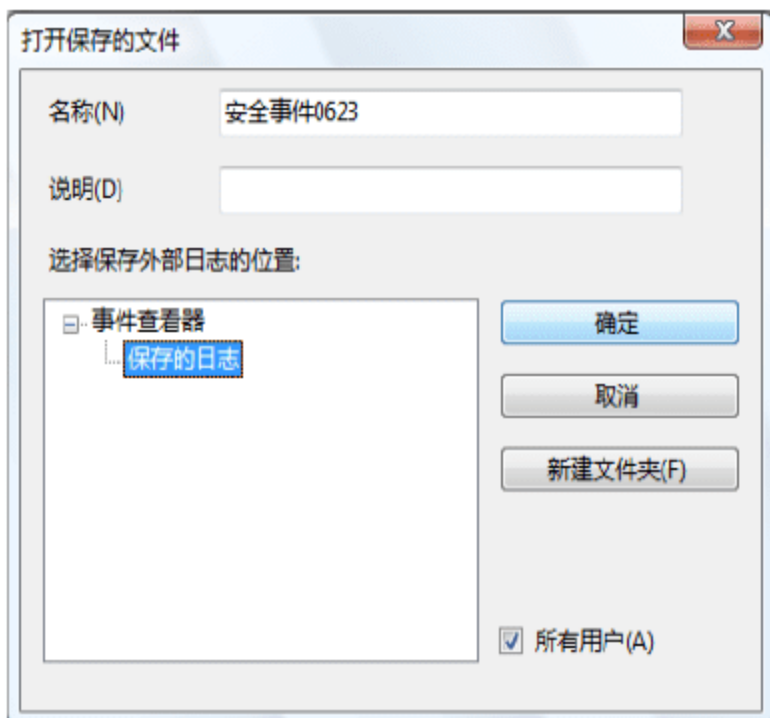 打开保存的文件
名称(N) 安全事件0623
说明(D)
选择保存外部日志的位置:
事件查看器
保存的日志
确定
取消
新建文件夹(F)
所有用户(A)